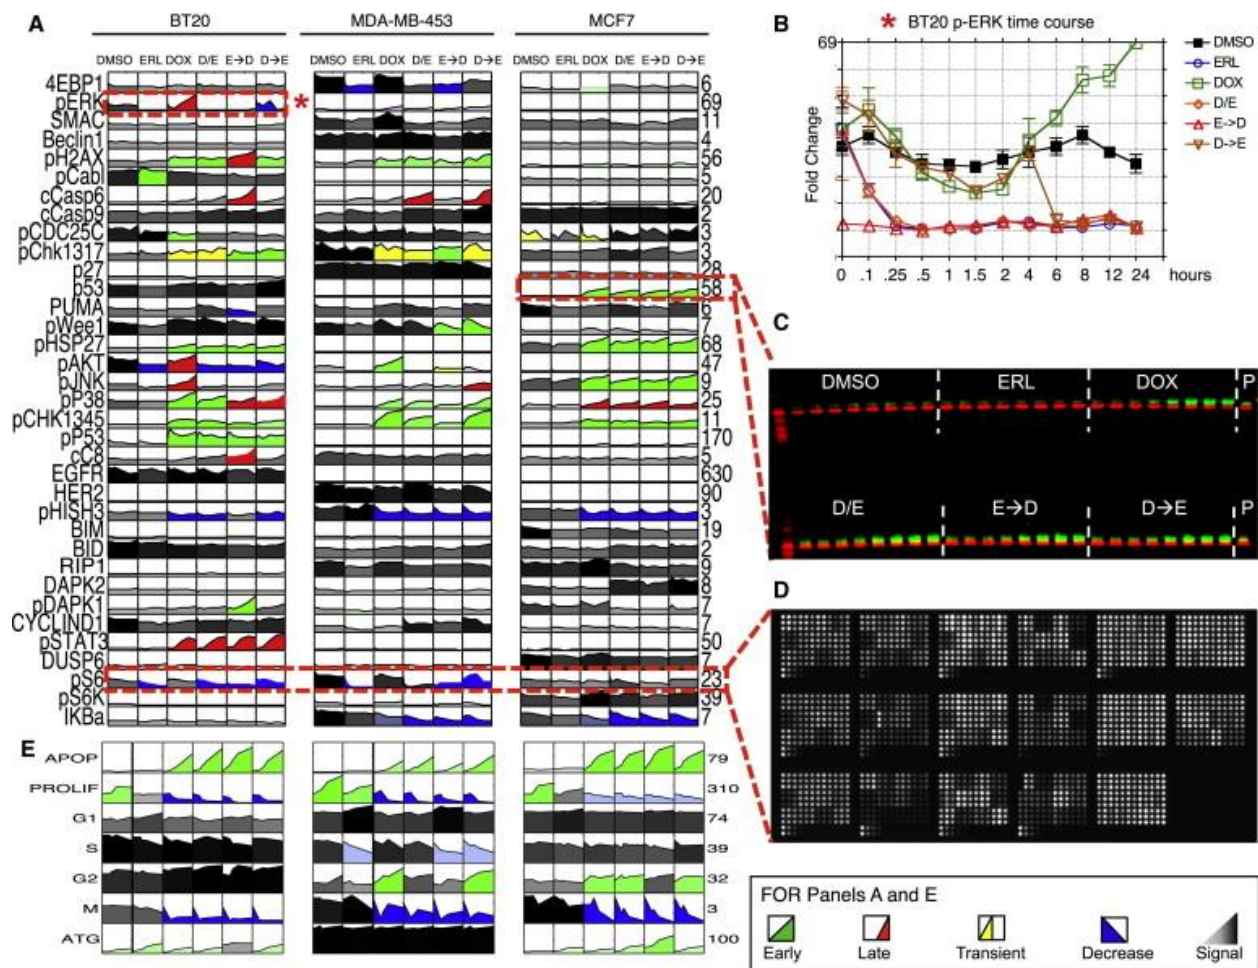 A
BT20 MDA-MB-453 MCF7
DMSO ERL DOX D/E E→D D→E DMSO ERL DOX D/E E→D D→E DMSO ERL DOX D/E E→D D→E
4EBP1 6
pERK * 69
SMAC 11
Beclin1 4
pH2AX 56
pCabl 5
cCasp6 20
cCasp9 2
pCDC25C 3
pChk1317 3
p27 28
p53 58
PUMA 6
pWee1 7
pHSP27 68
pAKT 47
pJNK 9
pP38 25
pCHK1345 11
pP53 170
cC8 5
EGFR 630
HER2 90
pHISH3 3
BIM 19
BID 2
RIP1 9
DAPK2 8
pDAPK1 7
CYCLIND1 7
pSTAT3 50
DUSP6 7
pS6 23
pS6K 39
IKBa 7
B
* BT20 p-ERK time course
69
Fold Change
0 .1 .25 .5 1 1.5 2 4 6 8 12 24 hours
DMSO
ERL
DOX
D/E
E->D
D->E
C
DMSO ERL DOX P
D/E E→D D→E P
D
E
APOP 79
PROLIF 310
G1 74
S 39
G2 32
M 3
ATG 100
FOR Panels A and E
Early Late Transient Decrease Signal